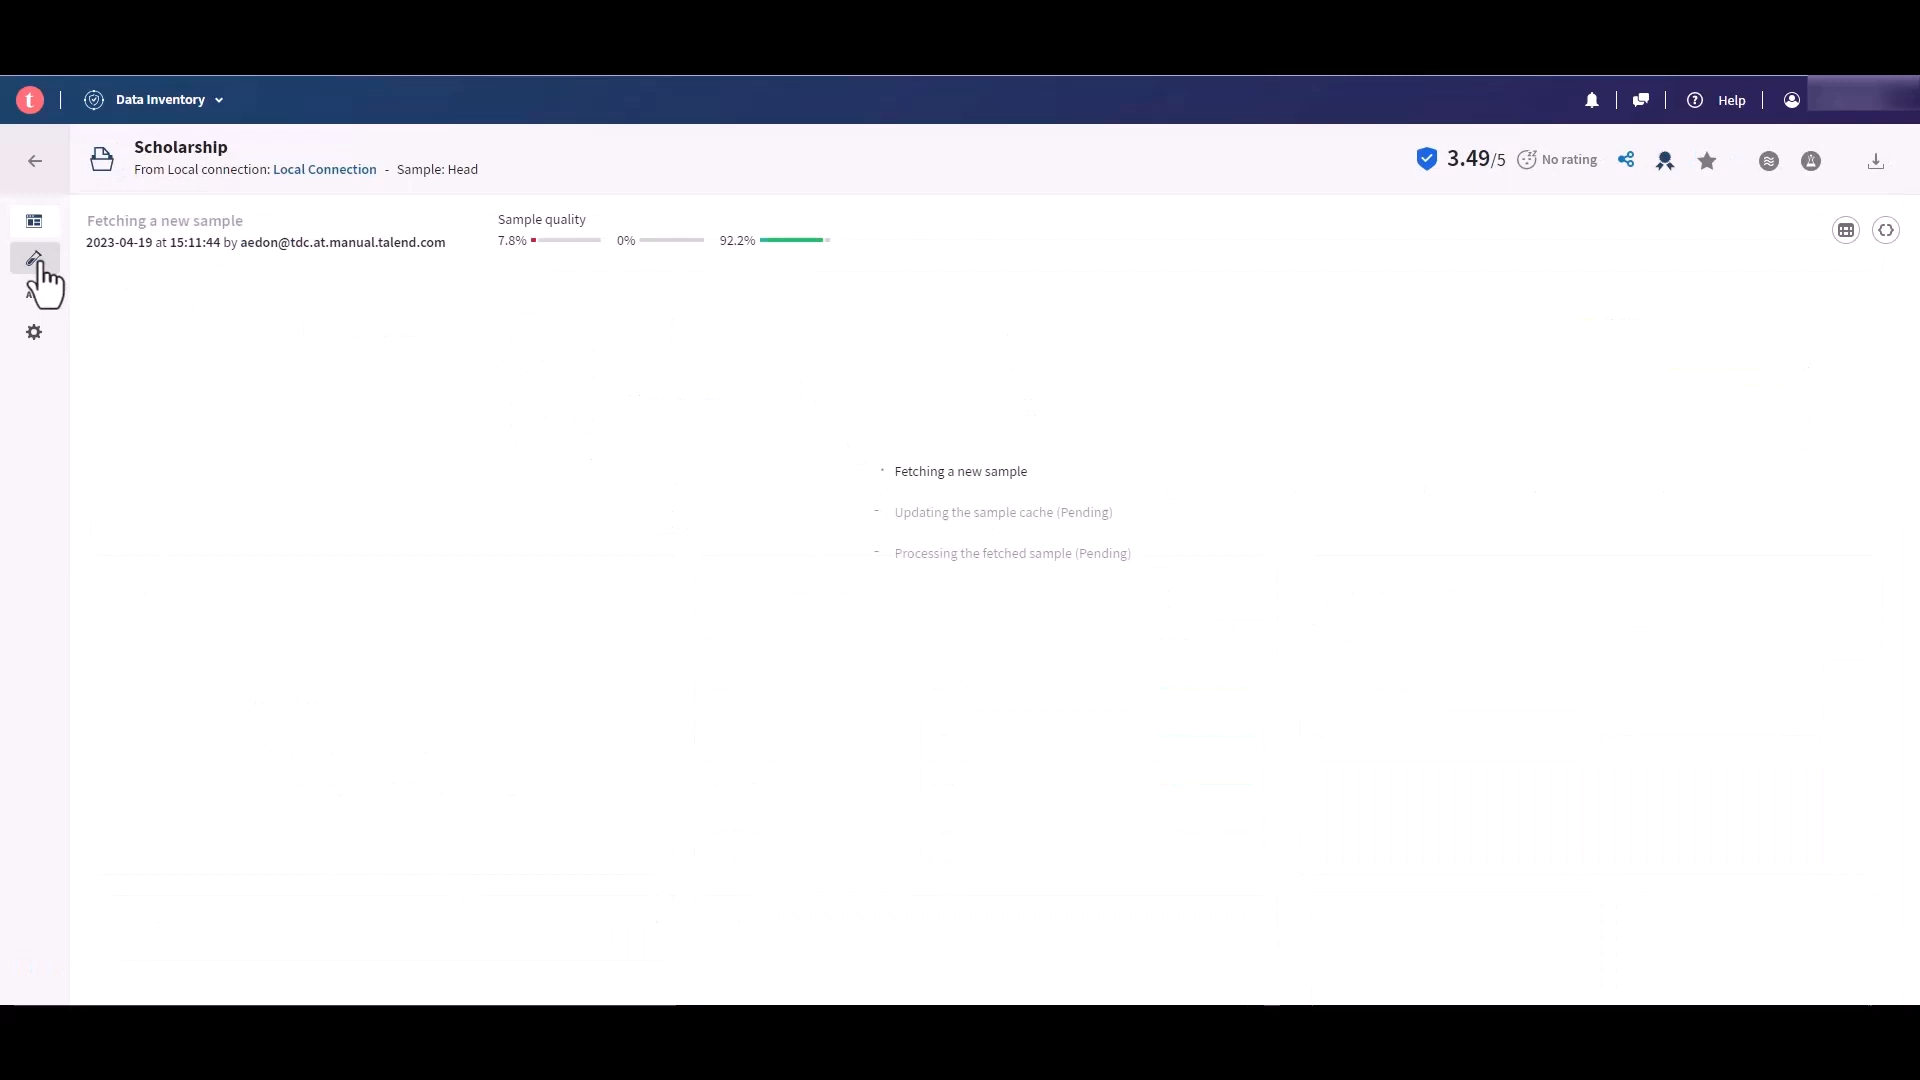 t
Data Inventory
Help
Scholarship
From Local connection: Local Connection - Sample: Head
3.49/5
No rating
Fetching a new sample
2023-04-19 at 15:11:44 by aedon@tdc.at.manual.talend.com
Sample quality
7.8%
0%
92.2%
Fetching a new sample
Updating the sample cache (Pending)
Processing the fetched sample (Pending)